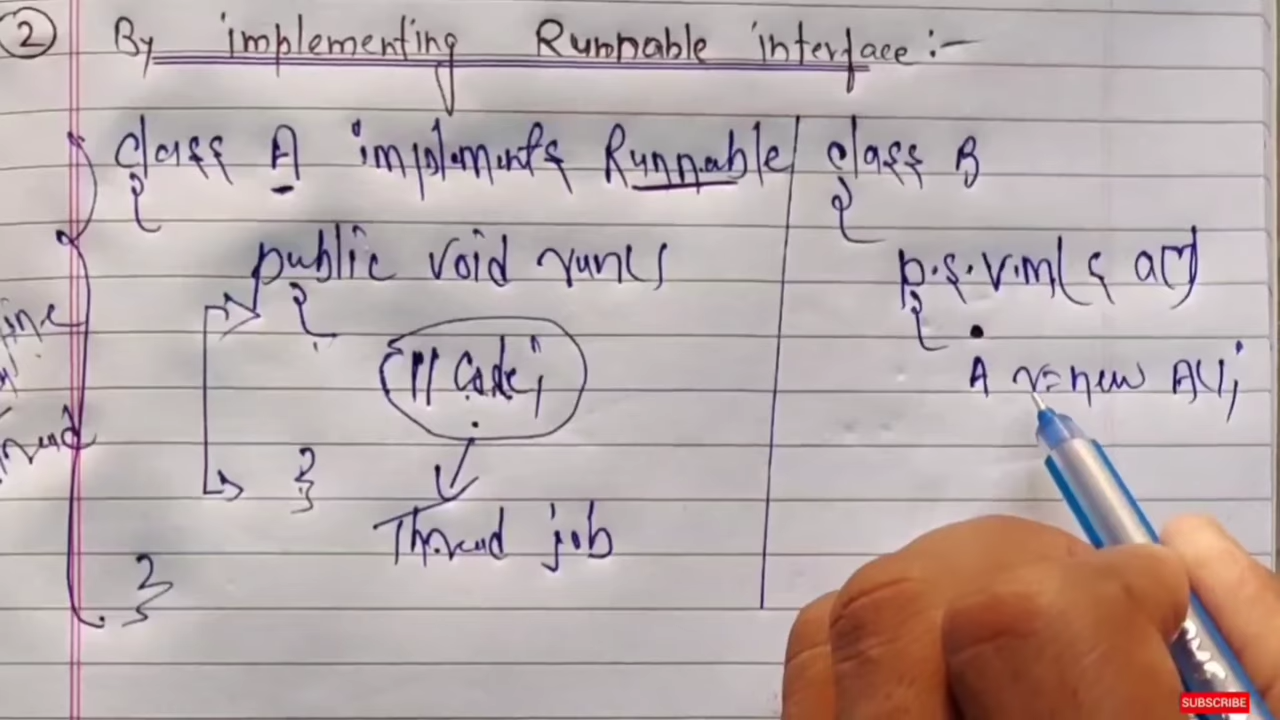 2 By implementing Runnable interface:-
class A implements Runnable
{
public void run()
{
// Code;
}
Thread job
}
class B
{
p.s.v.m(S a[])
{
A r=new A();
SUBSCRIBE